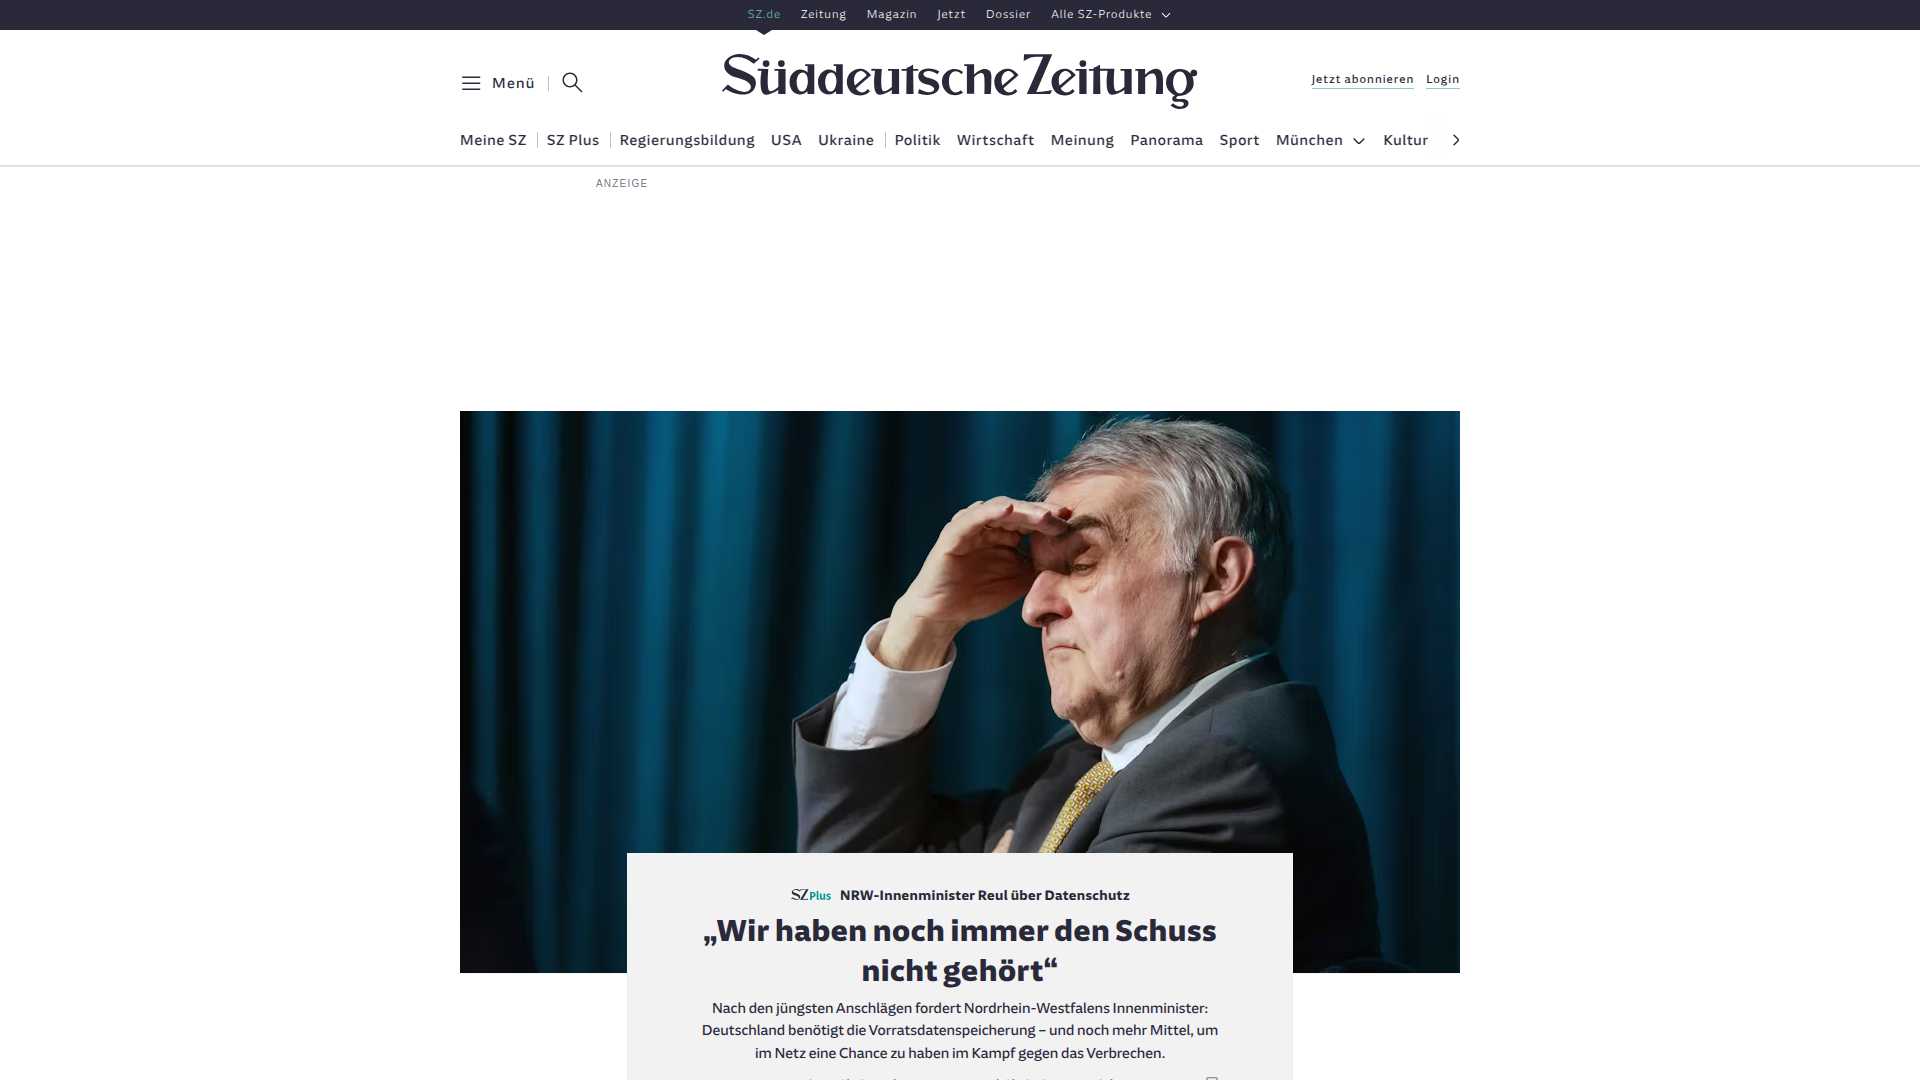 SZ.de Zeitung Magazin Jetzt Dossier Alle SZ-Produkte
Menü
Süddeutsche Zeitung
Jetzt abonnieren Login
Meine SZ SZ Plus Regierungsbildung USA Ukraine Politik Wirtschaft Meinung Panorama Sport München Kultur
ANZEIGE
SZ Plus NRW-Innenminister Reul über Datenschutz
„Wir haben noch immer den Schuss
nicht gehört“
Nach den jüngsten Anschlägen fordert Nordrhein-Westfalens Innenminister:
Deutschland benötigt die Vorratsdatenspeicherung – und noch mehr Mittel, um
im Netz eine Chance zu haben im Kampf gegen das Verbrechen.